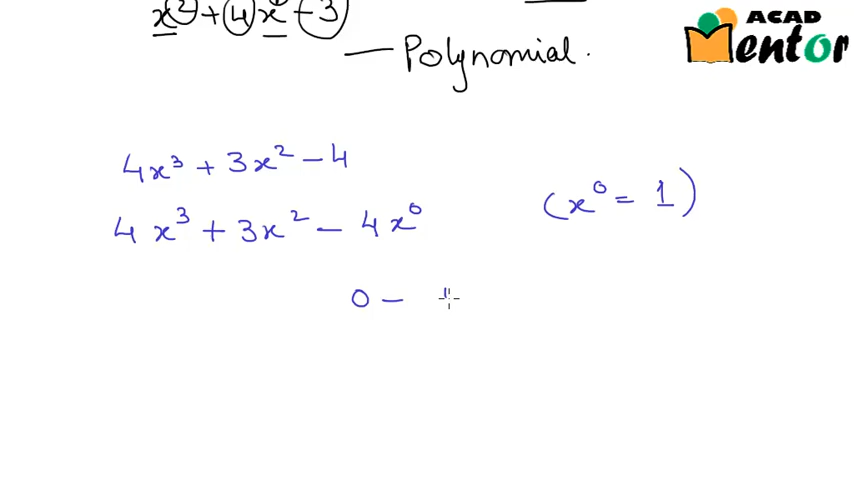 x² + 4x - 3
ACAD
Mentor
— Polynomial.
4x³ + 3x² - 4
4x³ + 3x² - 4x⁰
(x⁰ = 1)
0 -